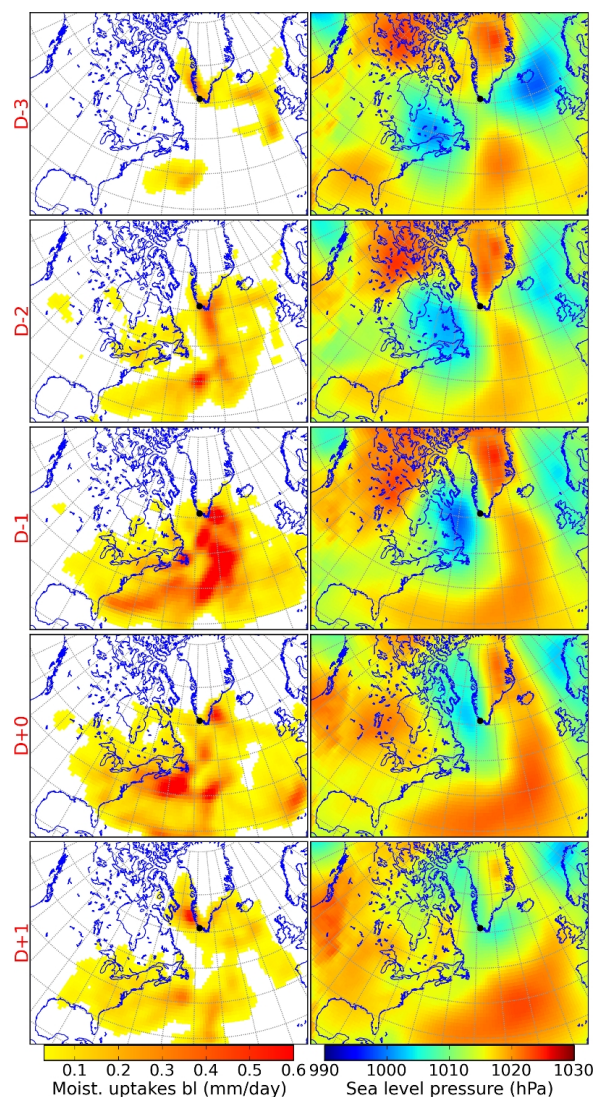 D-3
D-2
D-1
D+0
D+1
0.1 0.2 0.3 0.4 0.5 0.6 990 1000 1010 1020 1030
Moist. uptakes bl (mm/day) Sea level pressure (hPa)